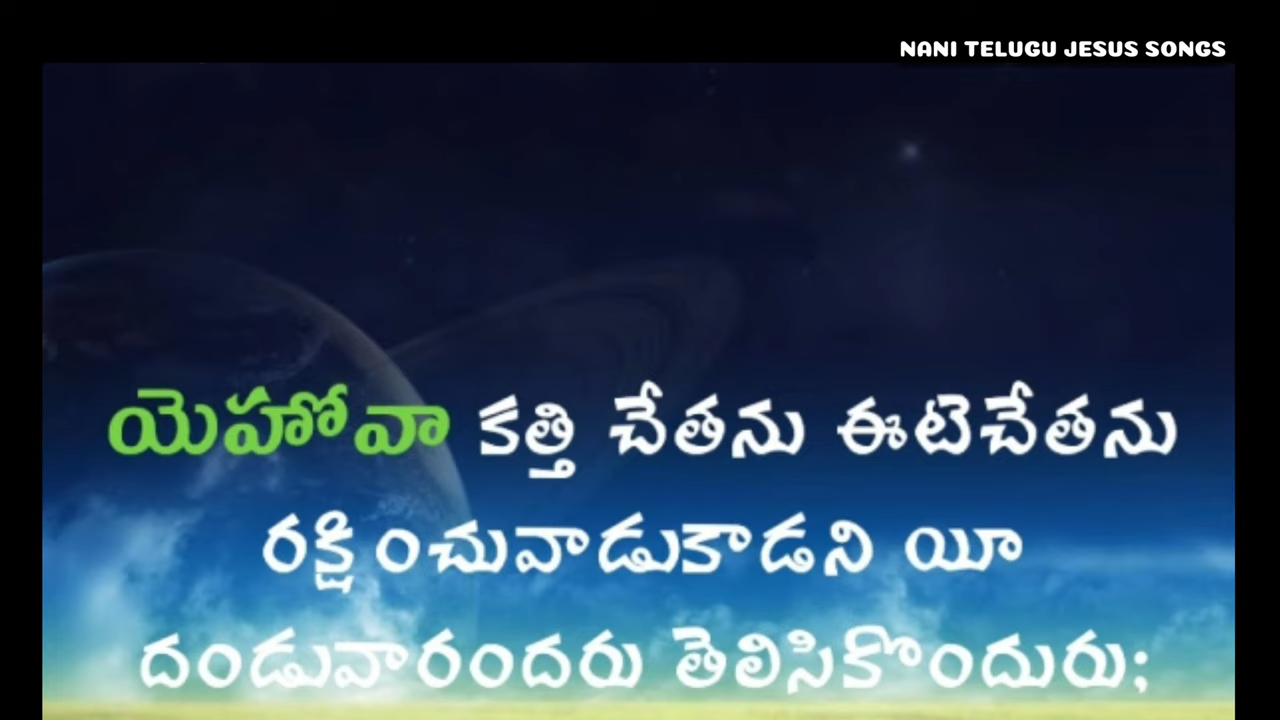 NANI TELUGU JESUS SONGS
యెహోవా కత్తి చేతను ఈటెచేతను
రక్షించువాడుకాడని యీ
దండువారందరు తెలిసికొందురు;